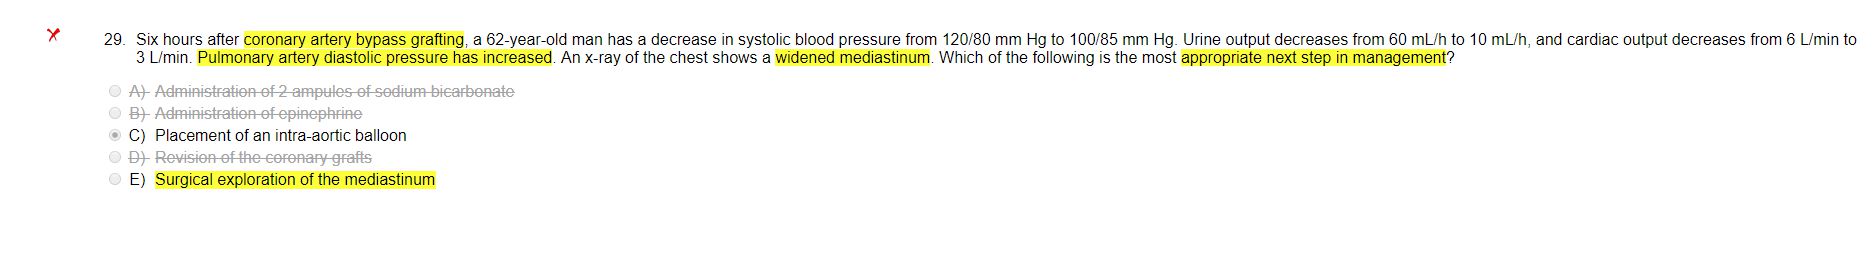 29. Six hours after coronary artery bypass grafting, a 62-year-old man has a decrease in systolic blood pressure from 120/80 mm Hg to 100/85 mm Hg. Urine output decreases from 60 mL/h to 10 mL/h, and cardiac output decreases from 6 L/min to
3 L/min. Pulmonary artery diastolic pressure has increased. An x-ray of the chest shows a widened mediastinum. Which of the following is the most appropriate next step in management?
A) Administration of 2 ampules of sodium bicarbonate
B) Administration of epinephrine
C) Placement of an intra-aortic balloon
D) Revision of the coronary grafts
E) Surgical exploration of the mediastinum